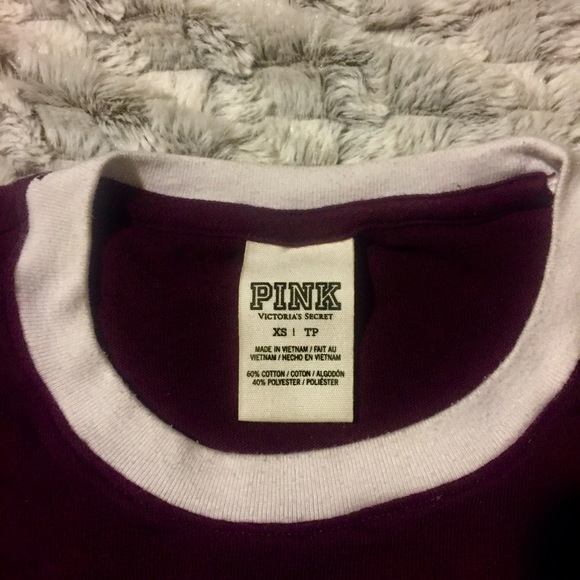 PINK
VICTORIA'S SECRET
XS | TP
MADE IN VIETNAM / FAIT AU
VIETNAM / HECHO EN VIETNAM
60% COTTON / COTON / ALGODÓN
40% POLYESTER / POLIÉSTER